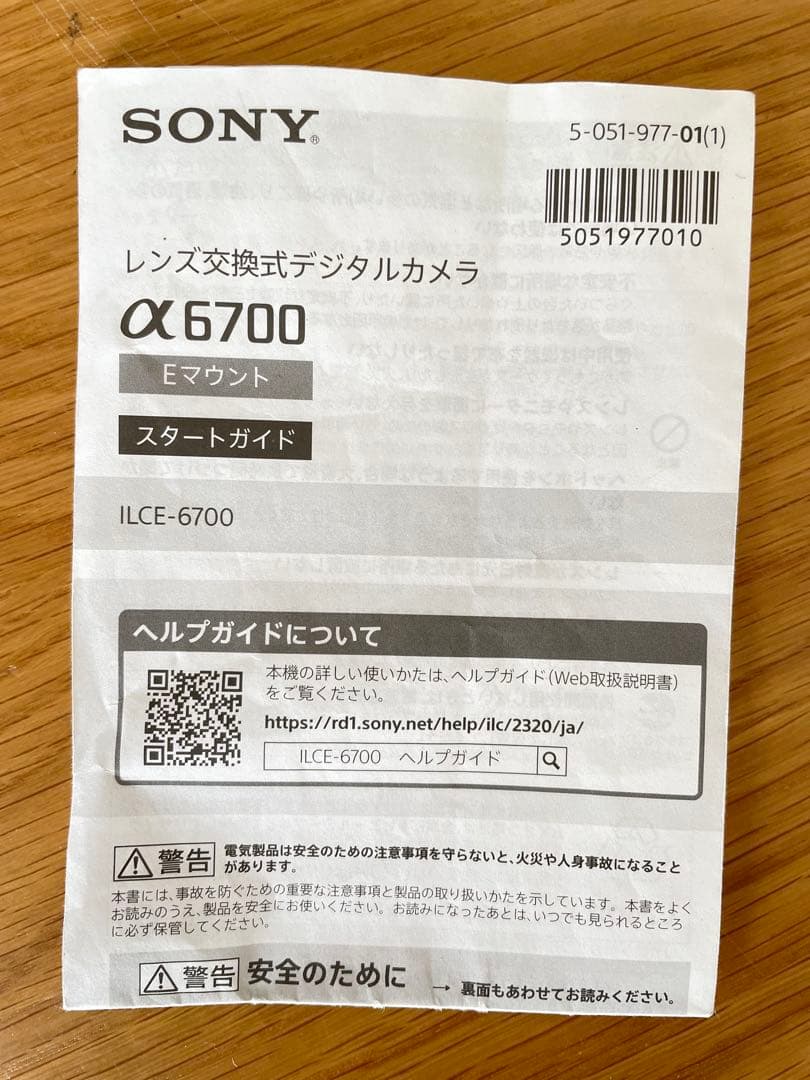 SONY®
5-051-977-01(1)
5051977010
レンズ交換式デジタルカメラ
α6700
Eマウント
スタートガイド
ILCE-6700
ヘルプガイドについて
本機の詳しい使いかたは、ヘルプガイド（Web取扱説明書）
をご覧ください。
https://rd1.sony.net/help/ilc/2320/ja/
ILCE-6700 ヘルプガイド
警告
電気製品は安全のための注意事項を守らないと、火災や人身事故になること
があります。
本書には、事故を防ぐための重要な注意事項と製品の取り扱いかたを示しています。本書をよく
お読みのうえ、製品を安全にお使いください。お読みになったあとは、いつでも見られるところ
に必ず保管してください。
警告 安全のために
→ 裏面もあわせてお読みください。